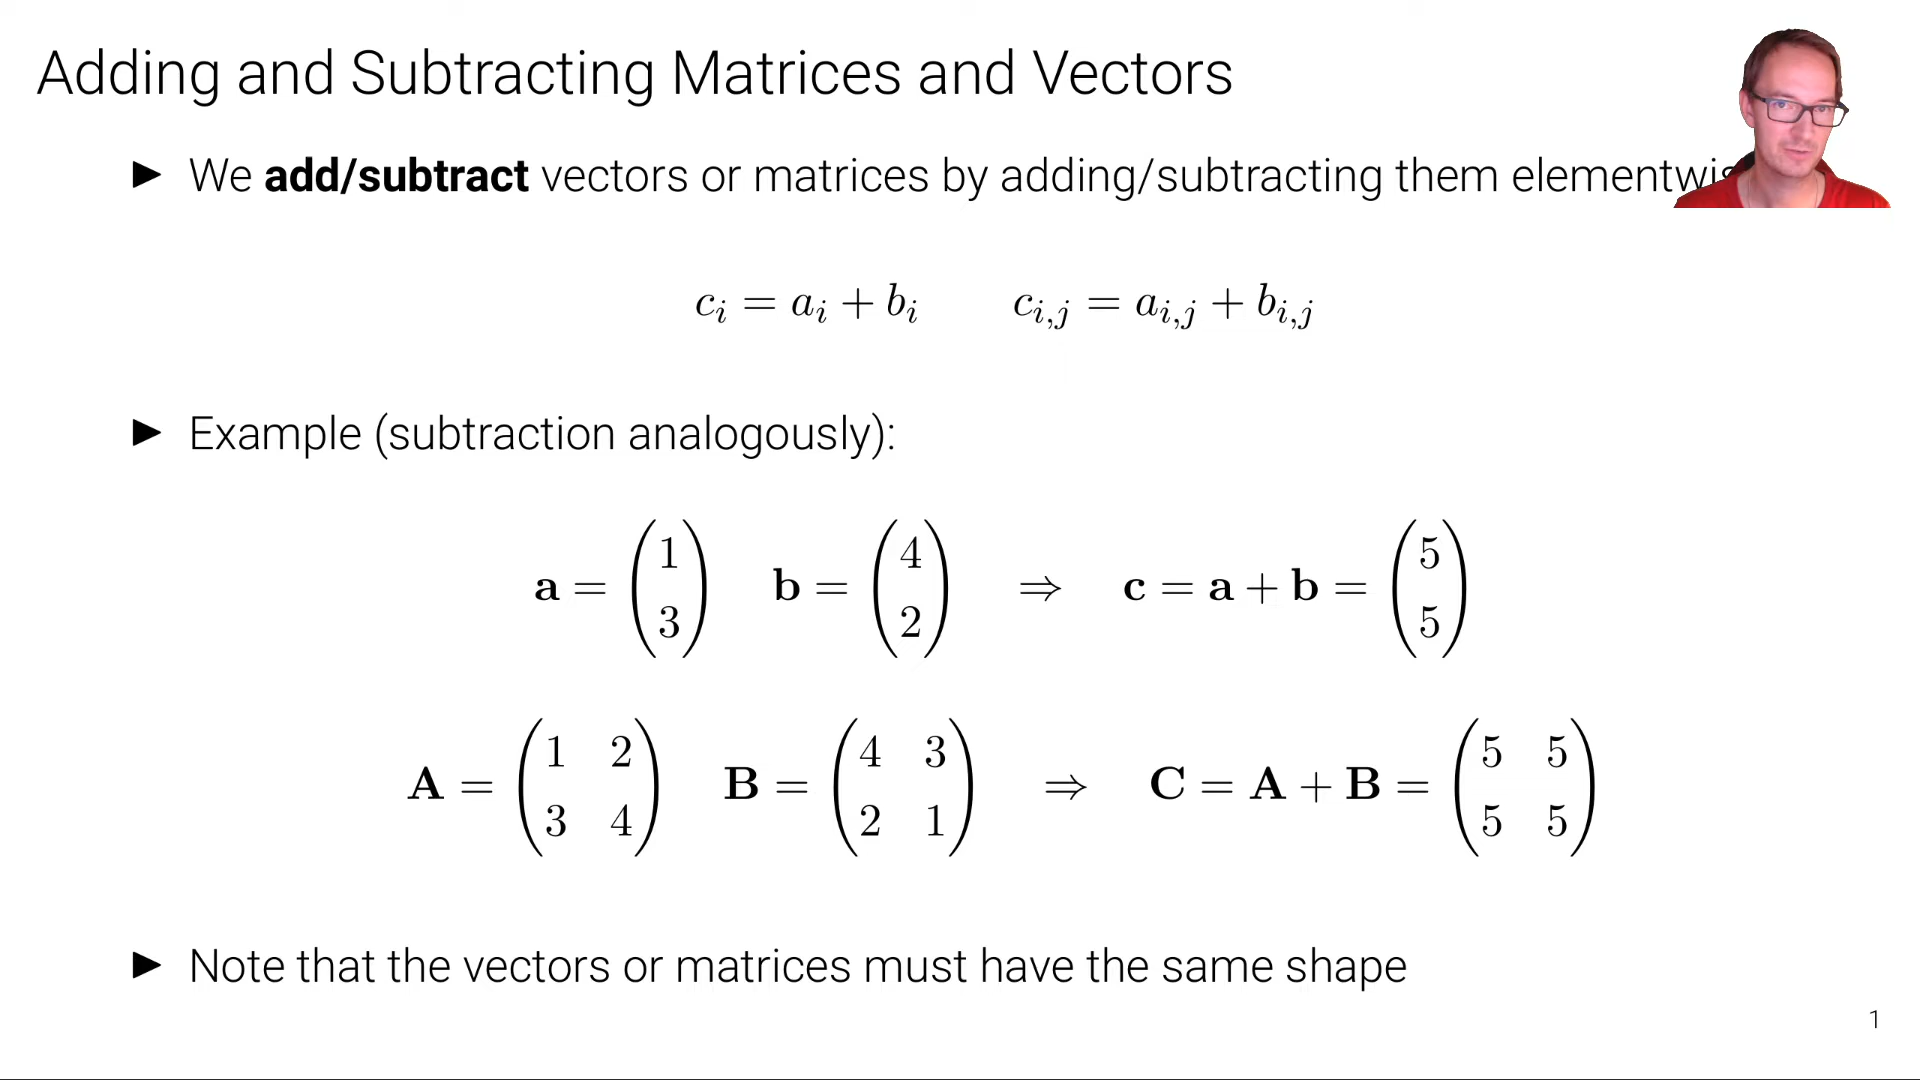 Adding and Subtracting Matrices and Vectors
▶ We add/subtract vectors or matrices by adding/subtracting them
c_i = a_i + b_i    c_{i,j} = a_{i,j} + b_{i,j}
▶ Example (subtraction analogously):
a = (1 3) b = (4 2) ⇒ c = a + b = (5 5)
A = (1 2 3 4) B = (4 3 2 1) ⇒ C = A + B = (5 5 5 5)
▶ Note that the vectors or matrices must have the same shape
1